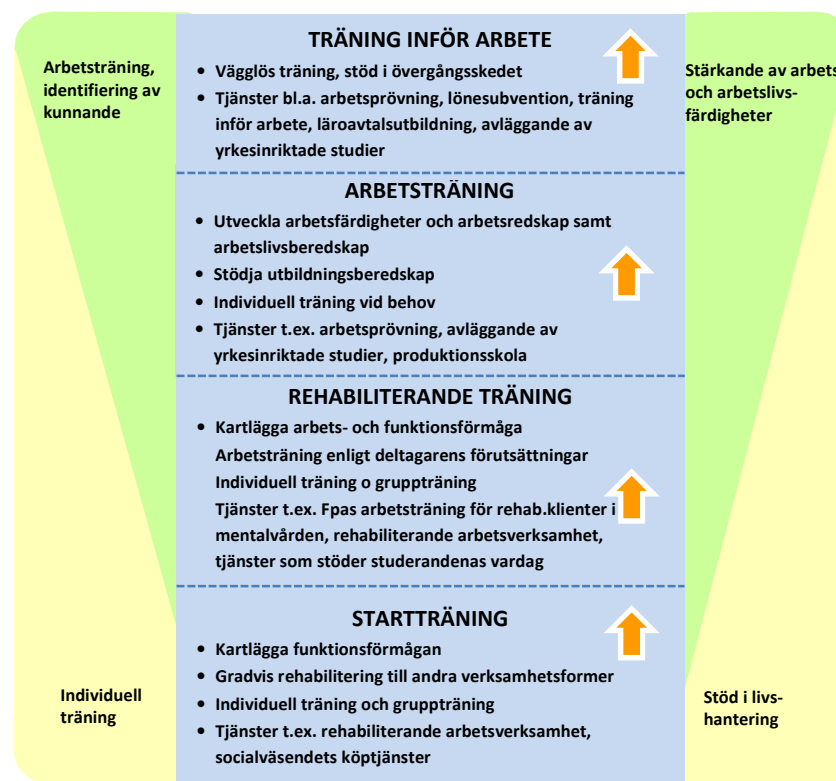 Arbetsträning,
identifiering av
kunnande
TRÄNING INFÖR ARBETE
• Vägglös träning, stöd i övergångsskedet
• Tjänster bl.a. arbetsprövning, lönesubvention, träning
inför arbete, läroavtalsutbildning, avläggande av
yrkesinriktade studier
Stärkande av arbets
och arbetslivs-
färdigheter
ARBETSTRÄNING
• Utveckla arbetsfärdigheter och arbetsredskap samt
arbetslivsberedskap
• Stödja utbildningsberedskap
• Individuell träning vid behov
• Tjänster t.ex. arbetsprövning, avläggande av
yrkesinriktade studier, produktionsskola
REHABILITERANDE TRÄNING
• Kartlägga arbets- och funktionsförmåga
Arbetsträning enligt deltagarens förutsättningar
Individuell träning o gruppträning
Tjänster t.ex. Fpas arbetsträning för rehab.klienter i
mentalvården, rehabiliterande arbetsverksamhet,
tjänster som stöder studerandenas vardag
STARTTRÄNING
• Kartlägga funktionsförmågan
• Gradvis rehabilitering till andra verksamhetsformer
• Individuell träning och gruppträning
• Tjänster t.ex. rehabiliterande arbetsverksamhet,
socialväsendets köptjänster
Individuell
träning
Stöd i livs-
hantering